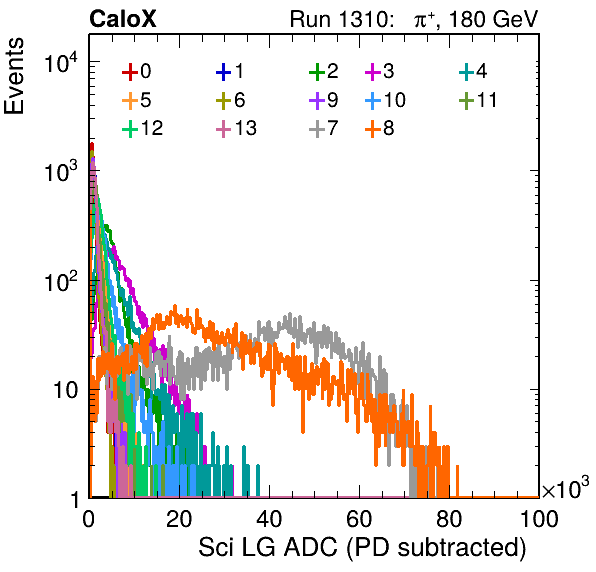 CaloX Run 1310: π⁺, 180 GeV
Events
10⁴
10³
10²
10
1
0 1 2 3 4
5 6 9 10 11
12 13 7 8
0 20 40 60 80 100
×10³
Sci LG ADC (PD subtracted)